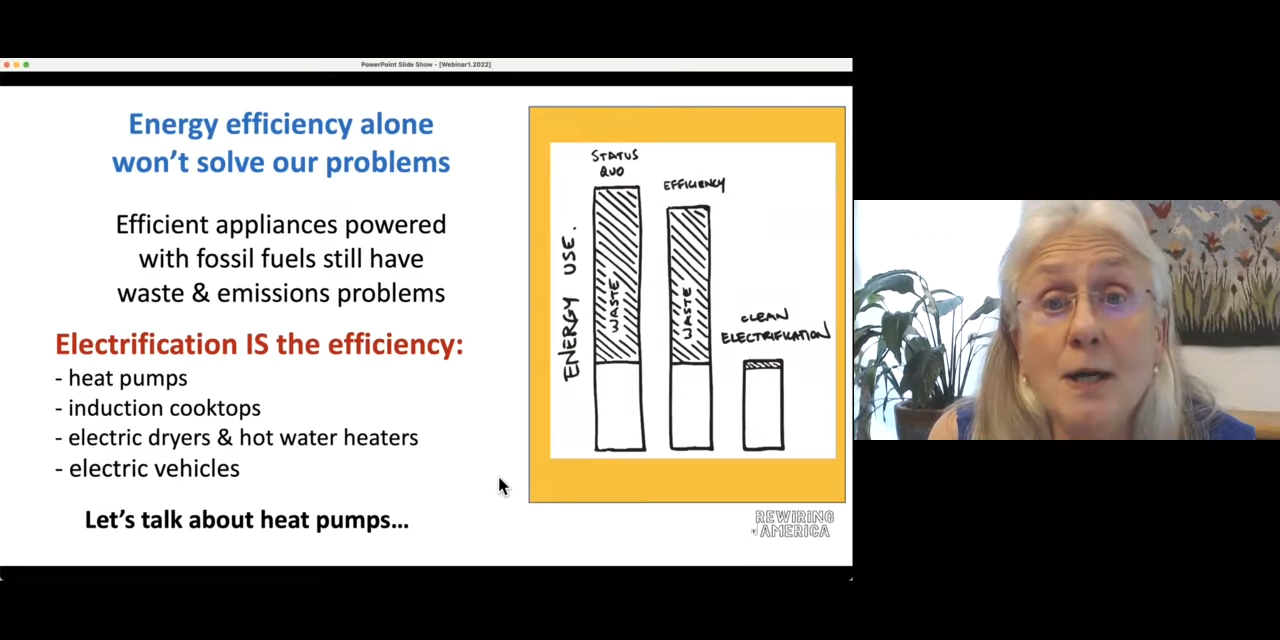 PowerPoint Slide Show - [Webinar1.2022]
Energy efficiency alone
won't solve our problems
Efficient appliances powered
with fossil fuels still have
waste & emissions problems
Electrification IS the efficiency:
- heat pumps
- induction cooktops
- electric dryers & hot water heaters
- electric vehicles
Let's talk about heat pumps...
ENERGY USE.
STATUS
QUO
WASTE
EFFICIENCY
WASTE
CLEAN
ELECTRIFICATION
REWIRING
AMERICA